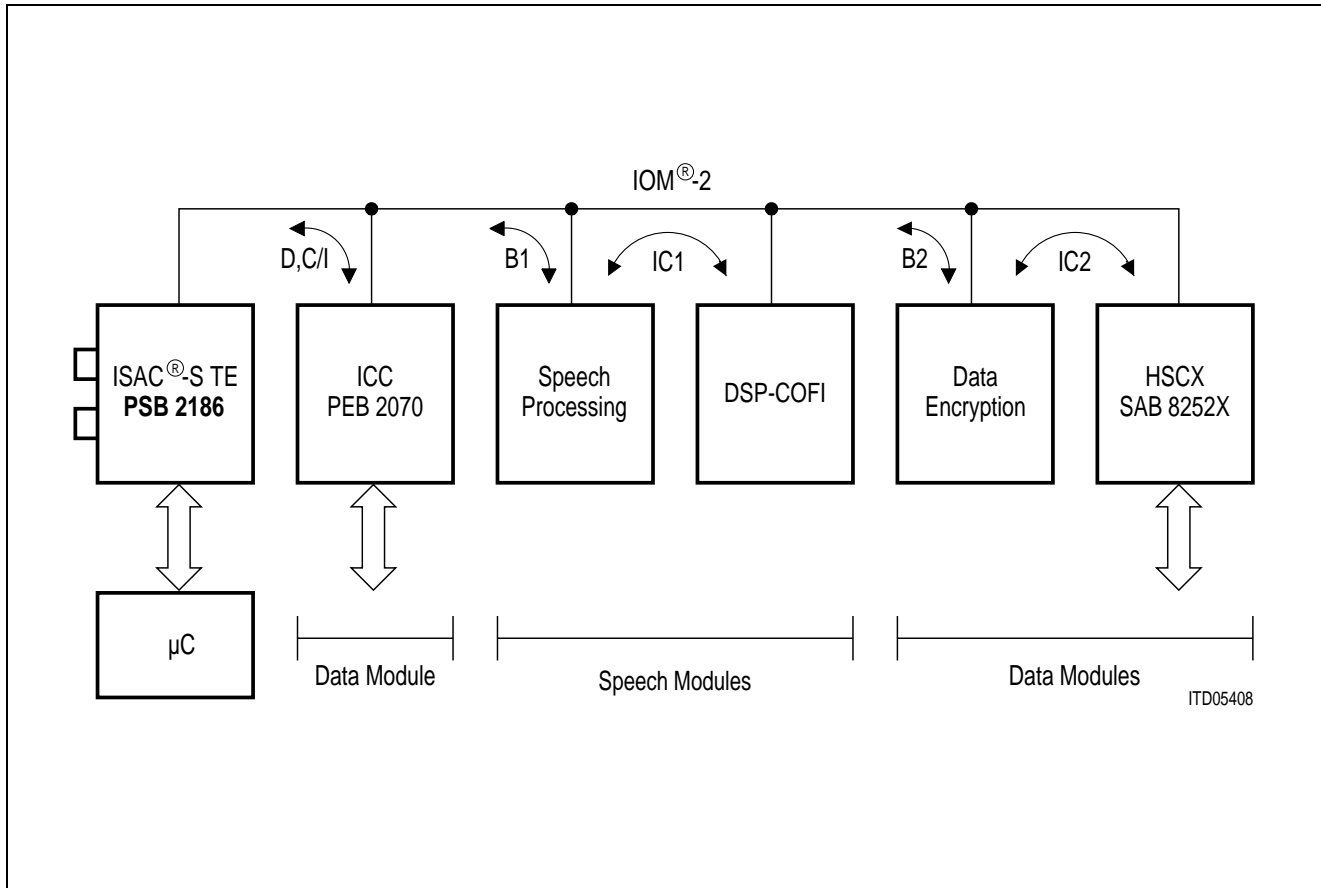 IOM®-2
D,C/I
B1
IC1
B2
IC2
ISAC®-S TE
PSB 2186
ICC
PEB 2070
Speech
Processing
DSP-COFI
Data
Encryption
HSCX
SAB 8252X
µC
Data Module
Speech Modules
Data Modules
ITD05408